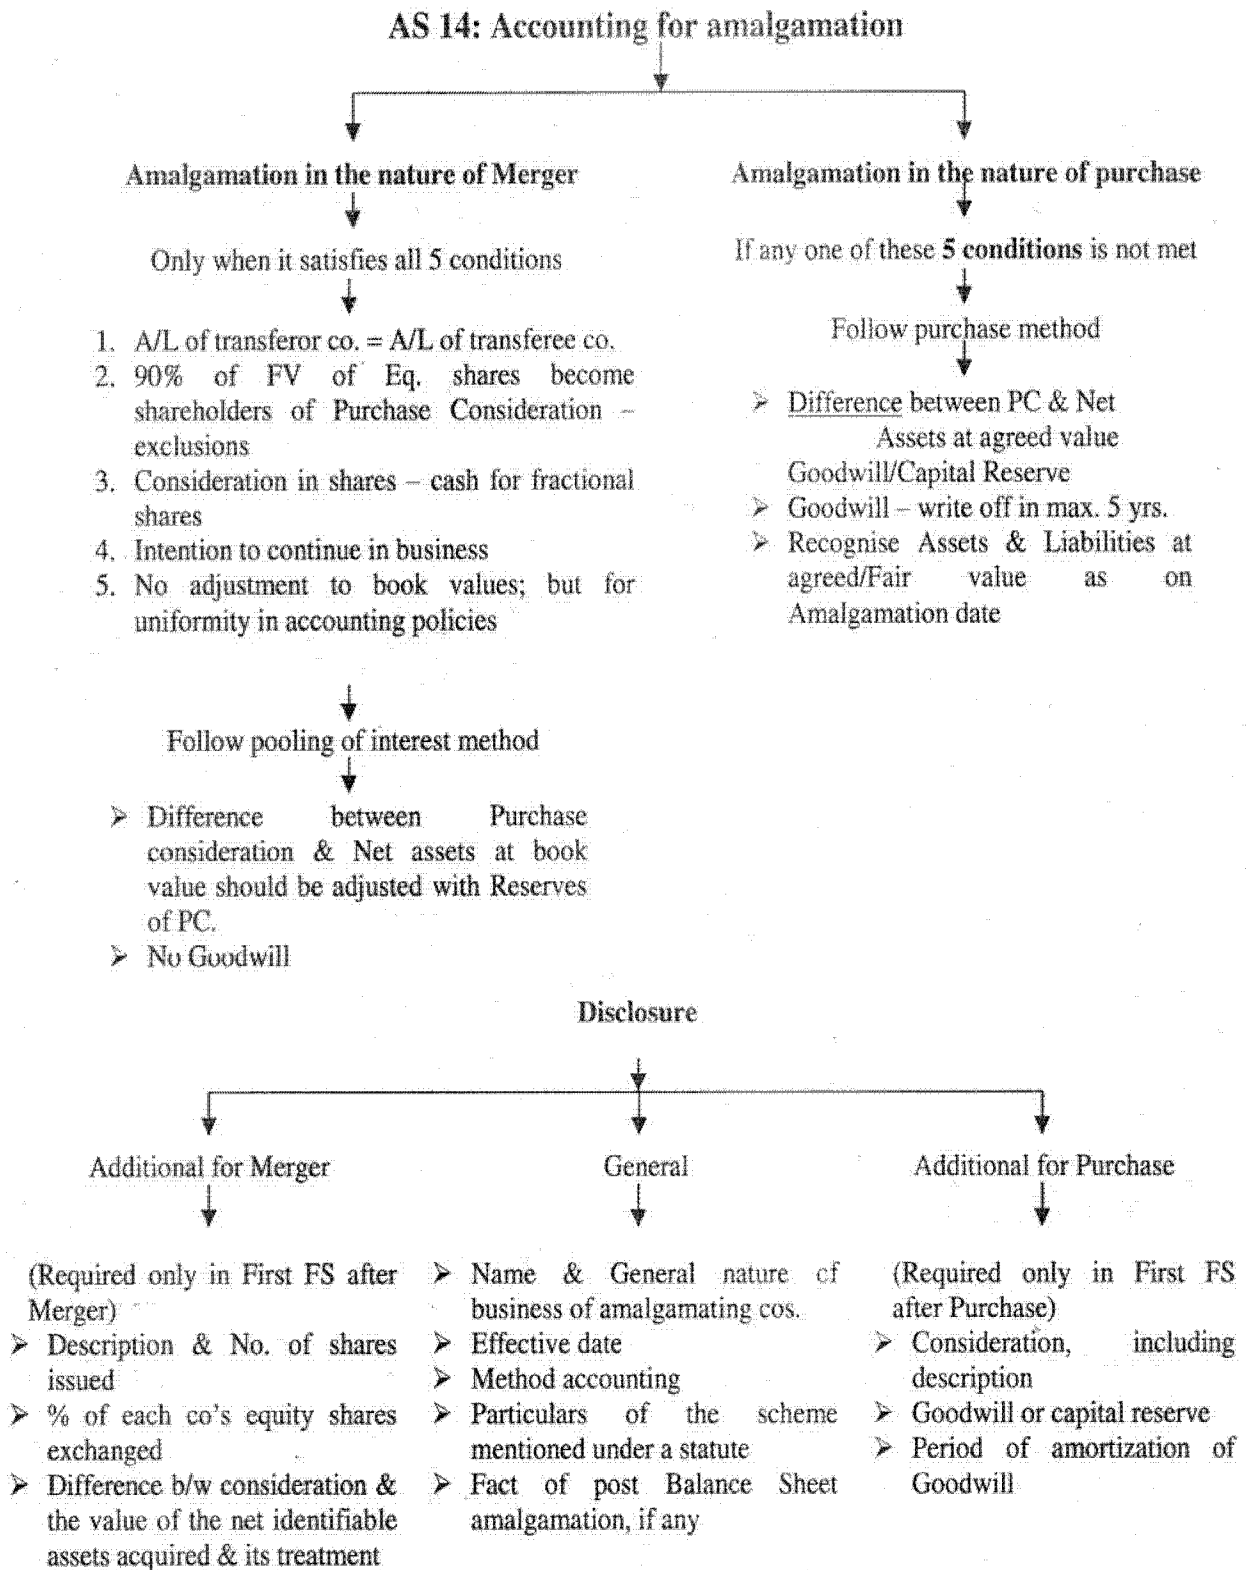 AS 14: Accounting for amalgamation
Amalgamation in the nature of Merger
Only when it satisfies all 5 conditions
1. A/L of transferor co. = A/L of transferee co.
2. 90% of FV of Eq. shares become
shareholders of Purchase Consideration –
exclusions
3. Consideration in shares – cash for fractional
shares
4. Intention to continue in business
5. No adjustment to book values; but for
uniformity in accounting policies
Follow pooling of interest method
➢ Difference between Purchase
consideration & Net assets at book
value should be adjusted with Reserves
of PC.
➢ No Goodwill
Amalgamation in the nature of purchase
If any one of these 5 conditions is not met
Follow purchase method
➢ Difference between PC & Net
Assets at agreed value
Goodwill/Capital Reserve
➢ Goodwill – write off in max. 5 yrs.
➢ Recognise Assets & Liabilities at
agreed/Fair value as on
Amalgamation date
Disclosure
Additional for Merger
(Required only in First FS after
Merger)
➢ Description & No. of shares
issued
➢ % of each co's equity shares
exchanged
➢ Difference b/w consideration &
the value of the net identifiable
assets acquired & its treatment
General
➢ Name & General nature of
business of amalgamating cos.
➢ Effective date
➢ Method accounting
➢ Particulars of the scheme
mentioned under a statute
➢ Fact of post Balance Sheet
amalgamation, if any
Additional for Purchase
(Required only in First FS
after Purchase)
➢ Consideration, including
description
➢ Goodwill or capital reserve
➢ Period of amortization of
Goodwill